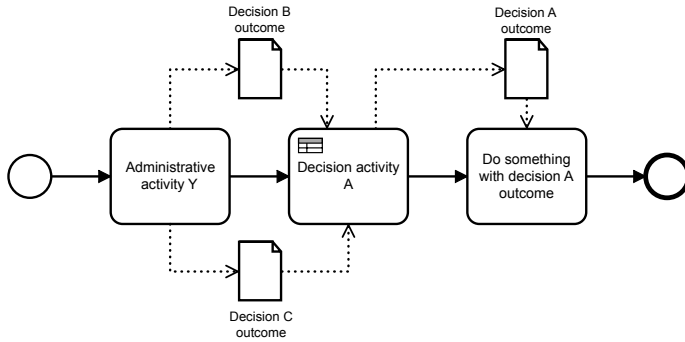 Decision B
outcome
Decision A
outcome
Administrative
activity Y
Decision activity
A
Do something
with decision A
outcome
Decision C
outcome